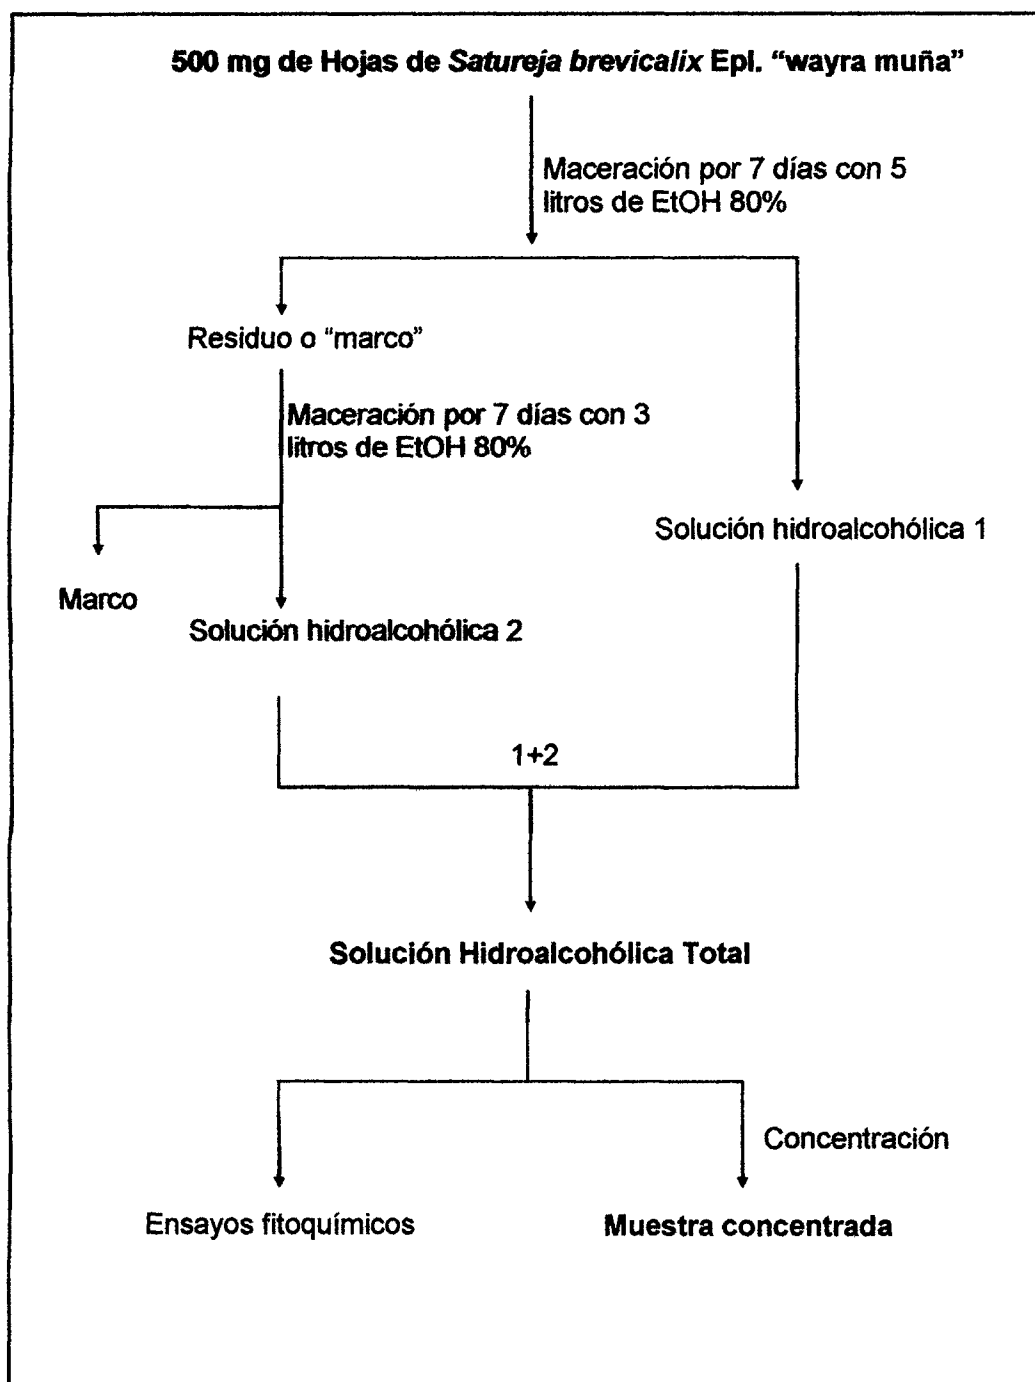 500 mg de Hojas de Satureja brevicalix Epl. “wayra muña”
Maceración por 7 días con 5
litros de EtOH 80%
Residuo o “marco”
Maceración por 7 días con 3
litros de EtOH 80%
Solución hidroalcohólica 1
Marco
Solución hidroalcohólica 2
1+2
Solución Hidroalcohólica Total
Concentración
Ensayos fitoquímicos
Muestra concentrada